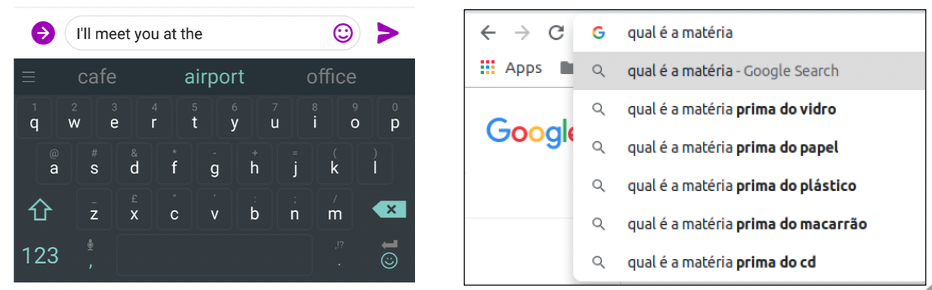 I'll meet you at the
cafe airport office
1 2 3 4 5 6 7 8 9 0
q w e r t y u i o p
@ # & * - + = ( )
a s d f g h j k l
_ £ " ' : ; /
z x c v b n m
123 , ,!? .
qual é a matéria
qual é a matéria - Google Search
Apps
qual é a matéria prima do vidro
Google
qual é a matéria prima do papel
qual é a matéria prima do plástico
qual é a matéria prima do macarrão
qual é a matéria prima do cd